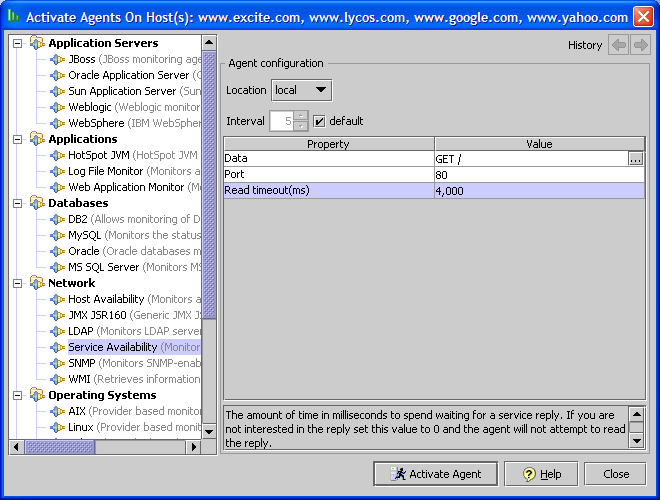 Activate Agents On Host(s): www.excite.com, www.lycos.com, www.google.com, www.yahoo.com
Application Servers
JBoss (JBoss monitoring age
Oracle Application Server (O
Sun Application Server (Sun
Weblogic (Weblogic monitor
WebSphere (IBM WebSpher
Applications
HotSpot JVM (HotSpot JVM
Log File Monitor (Monitors a
Web Application Monitor (M
Databases
DB2 (Allows monitoring of D
MySQL (Monitors the status
Oracle (Oracle databases m
MS SQL Server (Monitors MS
Network
Host Availability (Monitors a
JMX JSR160 (Generic JMX J
LDAP (Monitors LDAP serve
Service Availability (Monitor
SNMP (Monitors SNMP-enab
WMI (Retrieves information
Operating Systems
AIX (Provider based monito
Linux (Provider based monit
History
Agent configuration
Location local
Interval 5 default
Property Value
Data GET / ...
Port 80
Read timeout(ms) 4,000
The amount of time in milliseconds to spend waiting for a service reply. If you are
not interested in the reply set this value to 0 and the agent will not attempt to read
the reply.
Activate Agent Help Close